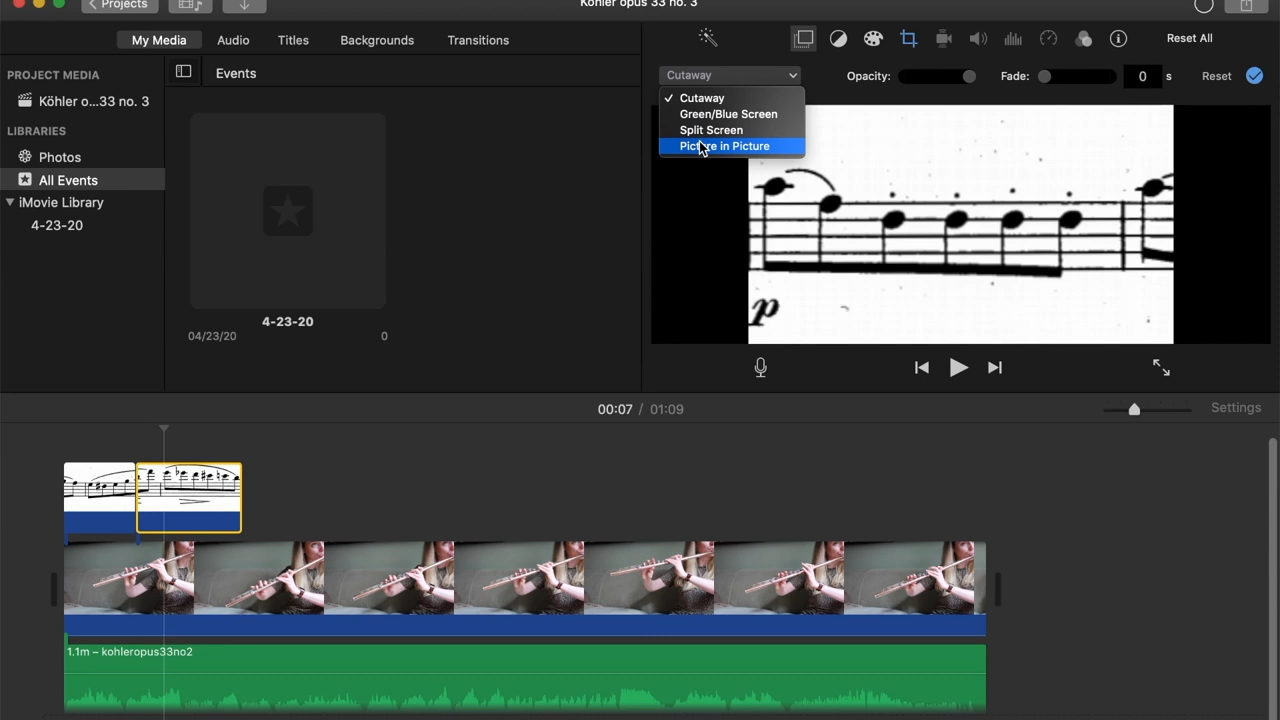 Projects
Köhler opus 33 no. 3
My Media Audio Titles Backgrounds Transitions
Reset All
PROJECT MEDIA
Events
Cutaway
Opacity:
Fade: 0 s
Reset
Köhler o...33 no. 3
✓ Cutaway
Green/Blue Screen
Split Screen
Picture in Picture
LIBRARIES
Photos
All Events
iMovie Library
4-23-20
p
4-23-20
04/23/20 0
00:07 / 01:09
Settings
1.1m – kohleropus33no2